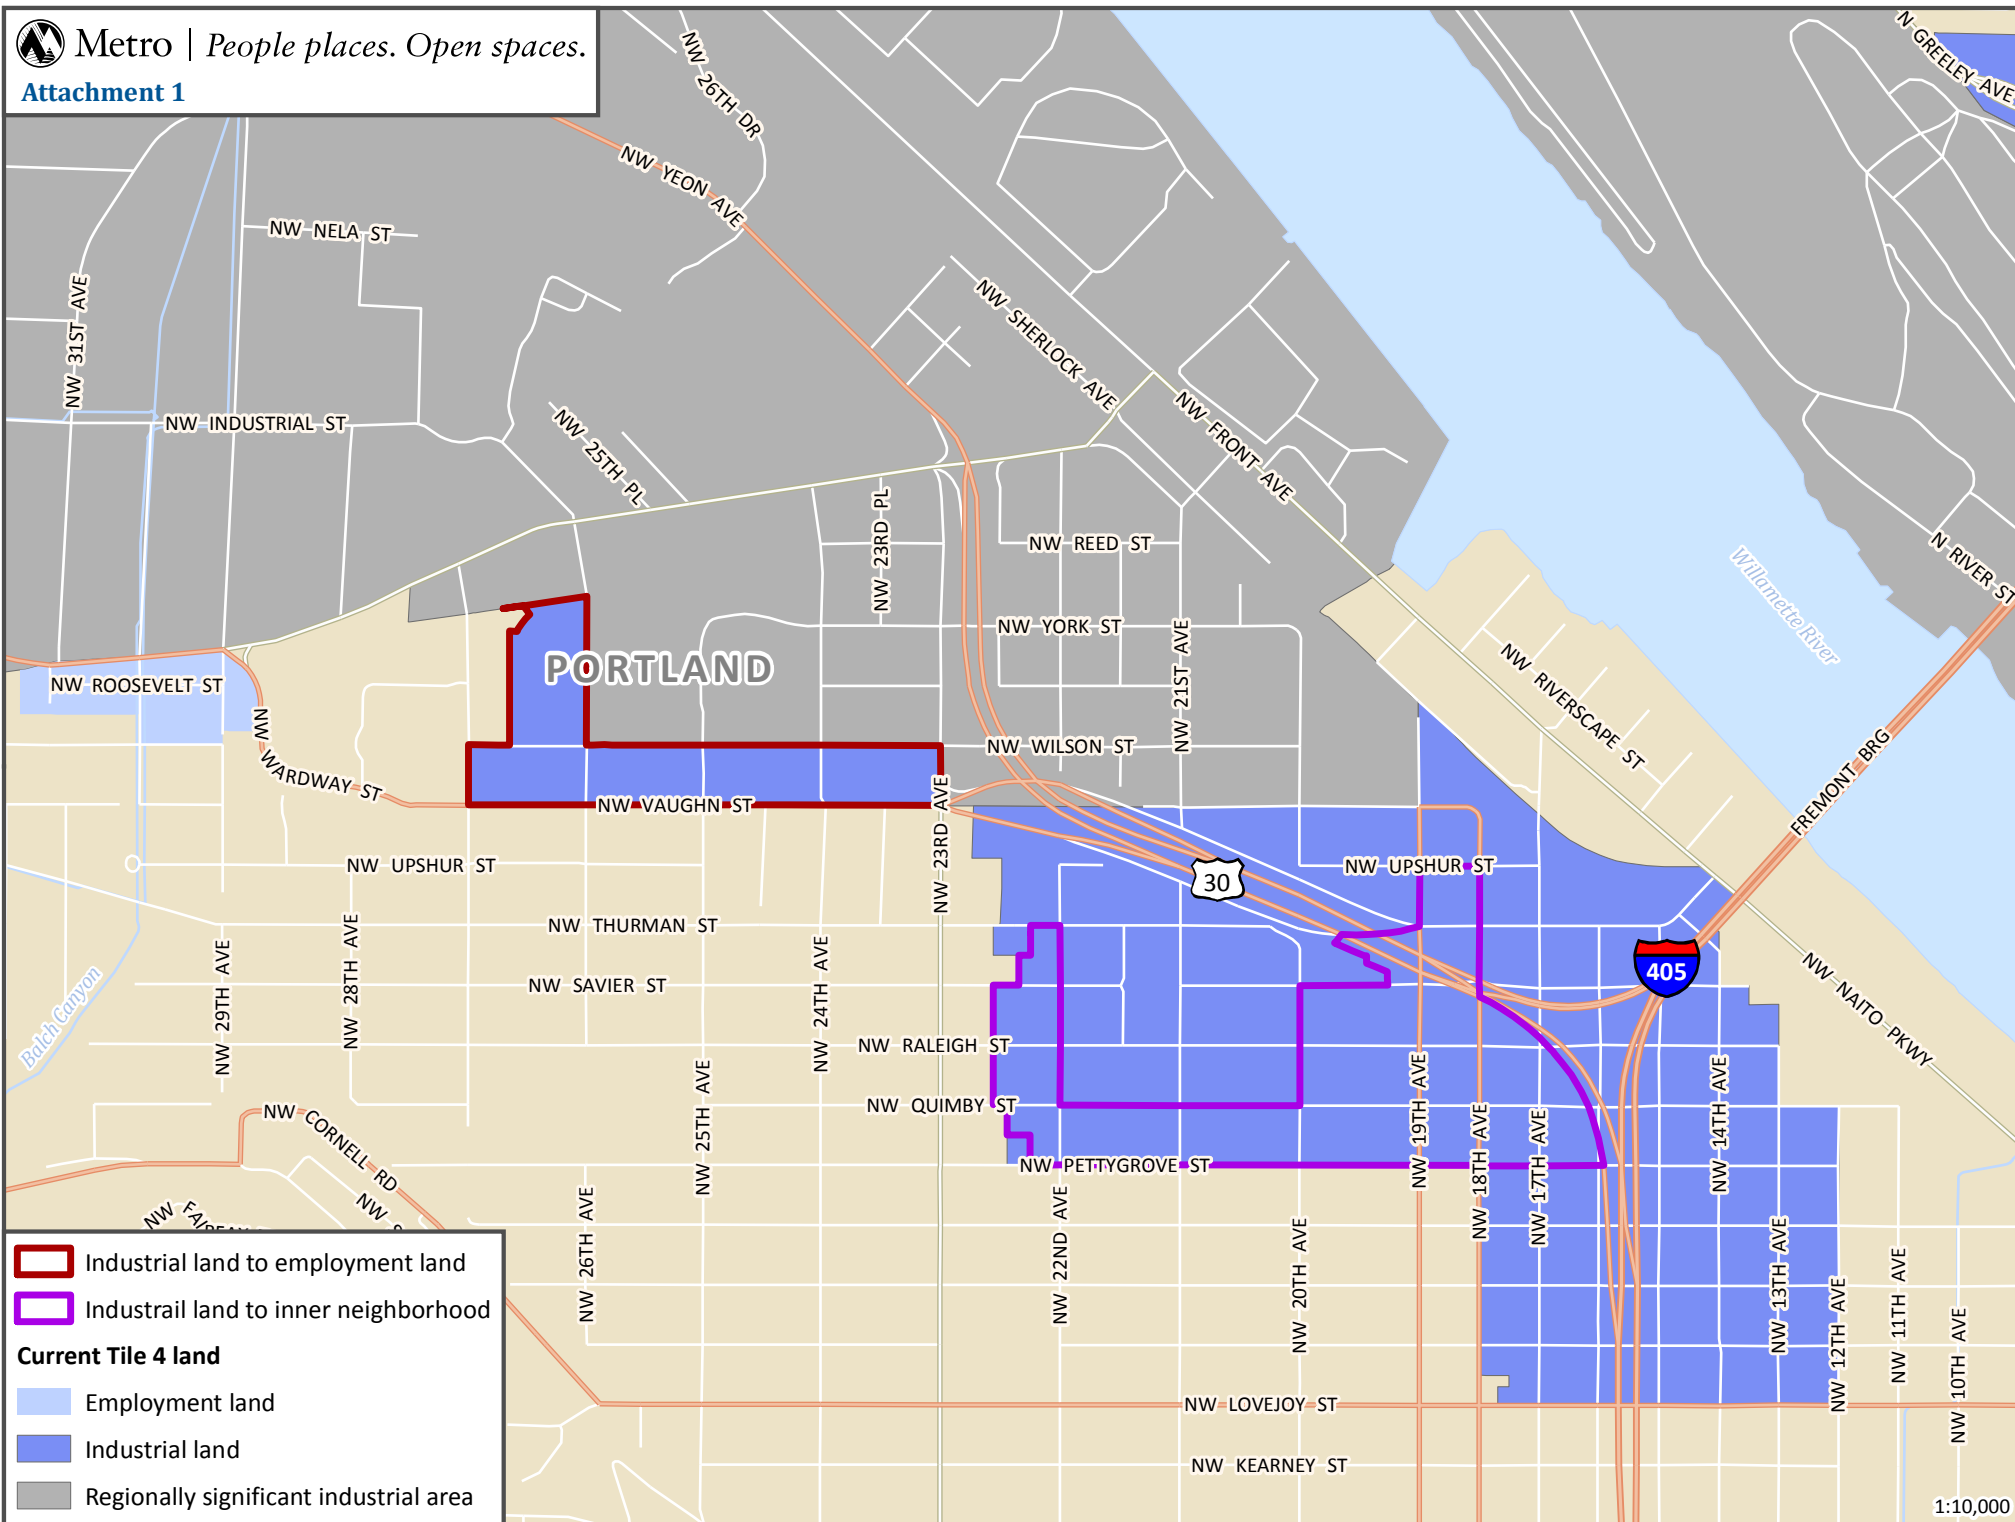 Metro | People places. Open spaces.
Attachment 1
N GREELEY AVE
NW 26TH DR
NW YEON AVE
NW NELA ST
NW 31ST AVE
NW SHERLOCK AVE
NW FRONT AVE
NW INDUSTRIAL ST
NW 25TH PL
NW 23RD PL
NW REED ST
N RIVER ST
Willamette River
NW YORK ST
NW 21ST AVE
PORTLAND
NW ROOSEVELT ST
NW RIVERSCAPE ST
NW WARDWAY ST
NW WILSON ST
FREMONT BRG
NW VAUGHN ST
NW 23RD AVE
NW UPSHUR ST
30
NW UPSHUR ST
NW THURMAN ST
NW 29TH AVE
NW 28TH AVE
NW 24TH AVE
405
NW SAVIER ST
NW NAITO PKWY
Balch Canyon
NW RALEIGH ST
NW 25TH AVE
NW 19TH AVE
NW 18TH AVE
NW 17TH AVE
NW 14TH AVE
NW QUIMBY ST
NW CORNELL RD
NW PETTYGROVE ST
NW
NW
NW 26TH AVE
NW 22ND AVE
NW 20TH AVE
NW 13TH AVE
NW 12TH AVE
NW 11TH AVE
NW 10TH AVE
Industrial land to employment land
Industrail land to inner neighborhood
Current Tile 4 land
Employment land
Industrial land
Regionally significant industrial area
NW LOVEJOY ST
NW KEARNEY ST
1:10,000